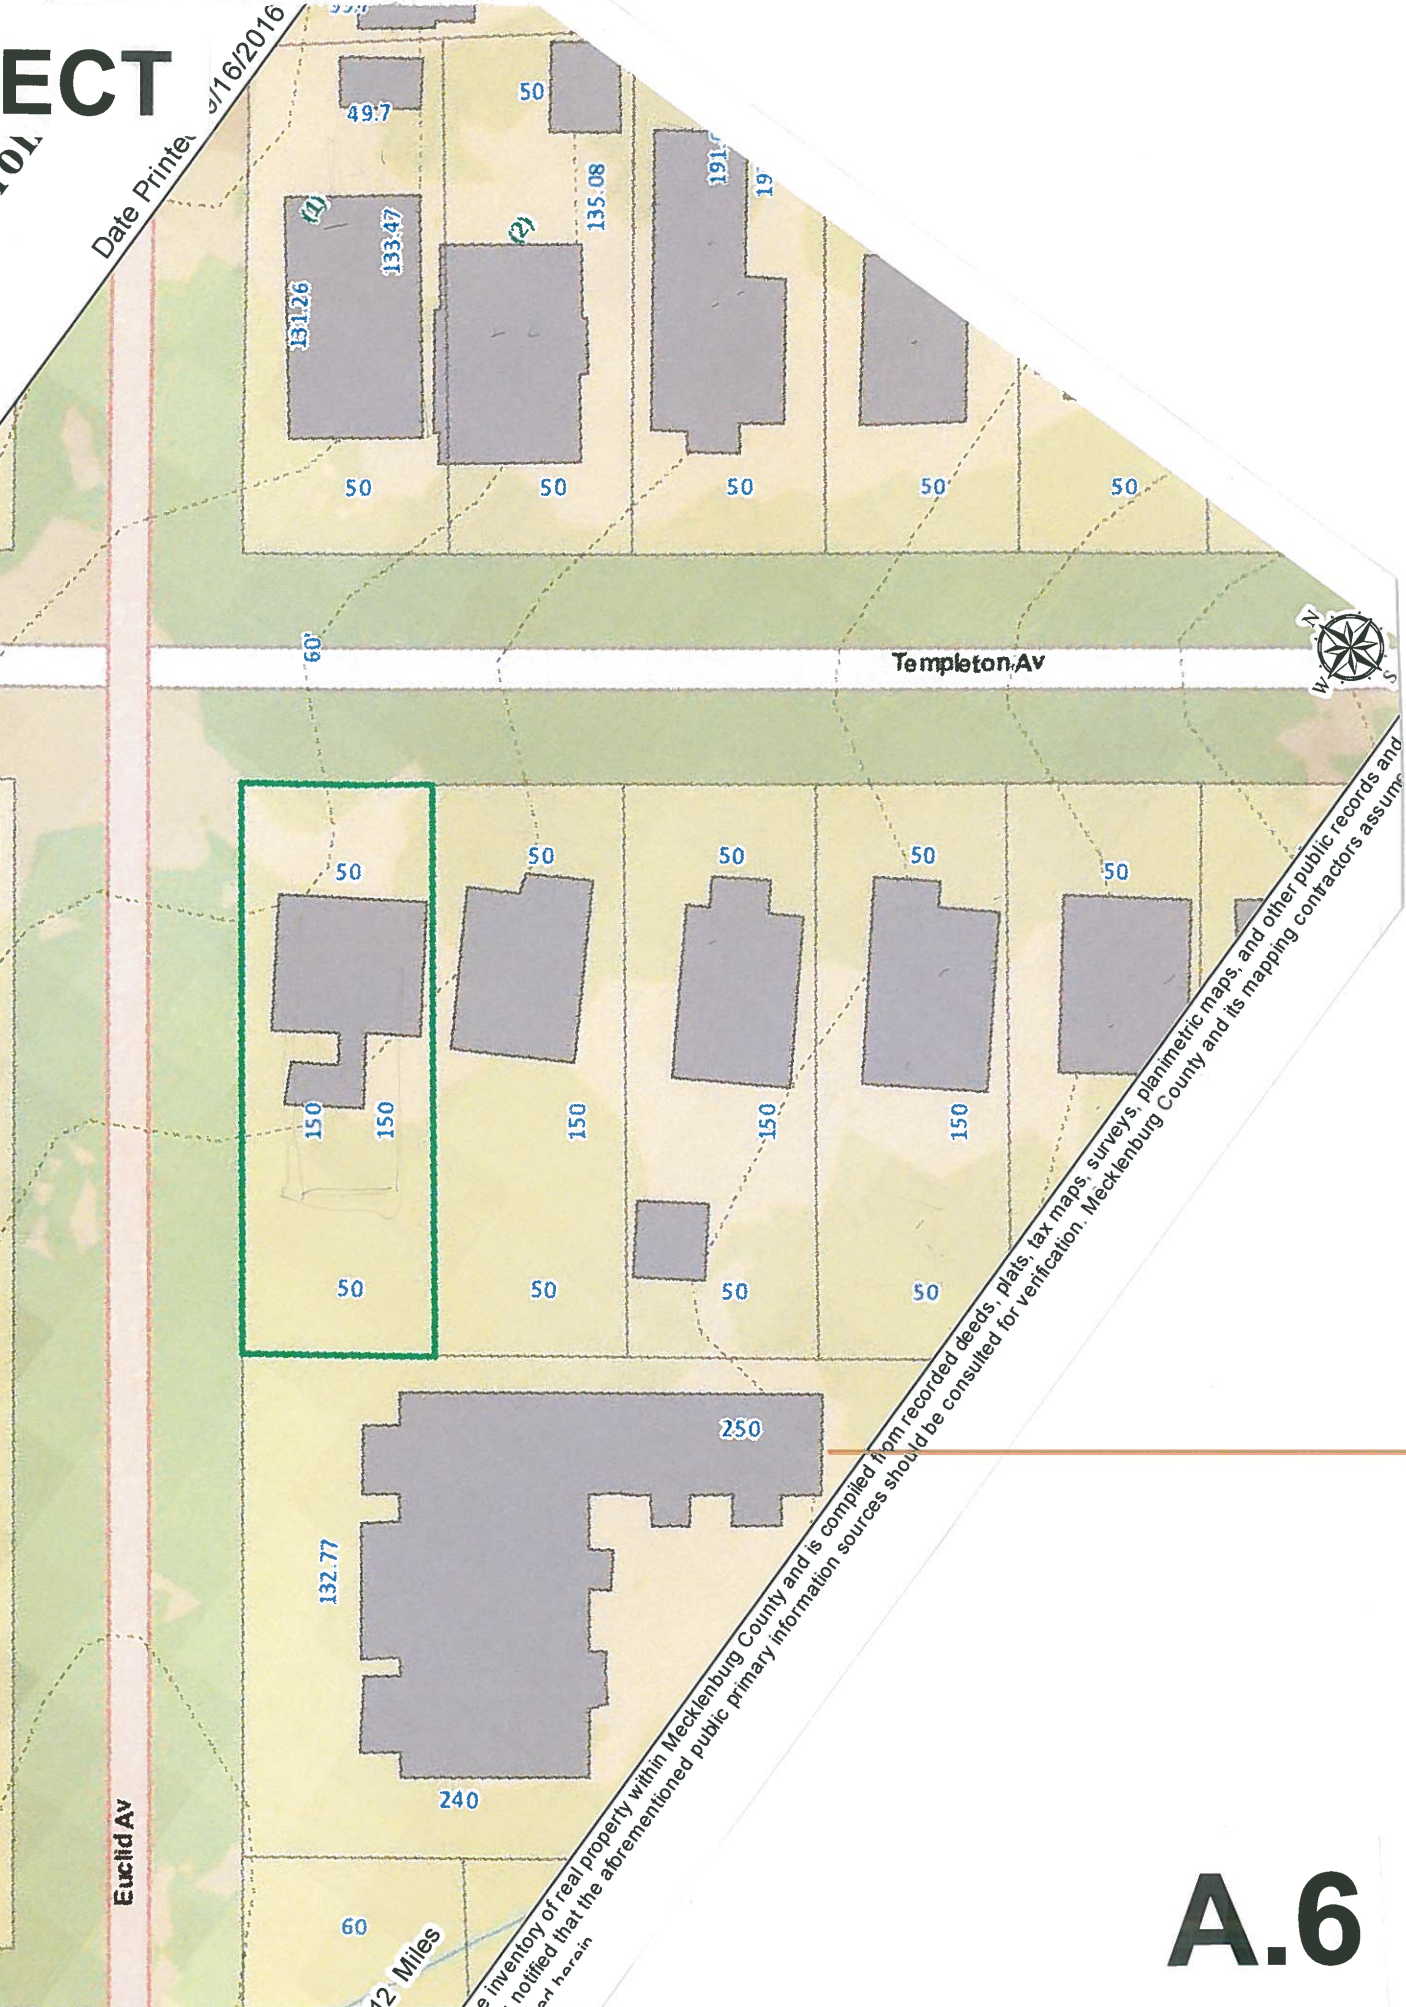 ECT
Date Printed
/16/2016
49.7
50
(1)
133.47
131.26
(2)
135.08
50
50
50
50
50
60'
Templeton Av
N
W
S
50
50
50
50
50
150
150
150
150
150
50
50
50
50
250
132.77
240
Euclid Av
60
12 Miles
inventory of real property within Mecklenburg County and is compiled from recorded deeds, plats, tax maps, surveys, planimetric maps, and other public records and
notified that the aforementioned public primary information sources should be consulted for verification. Mecklenburg County and its mapping contractors assume
herein
A.6